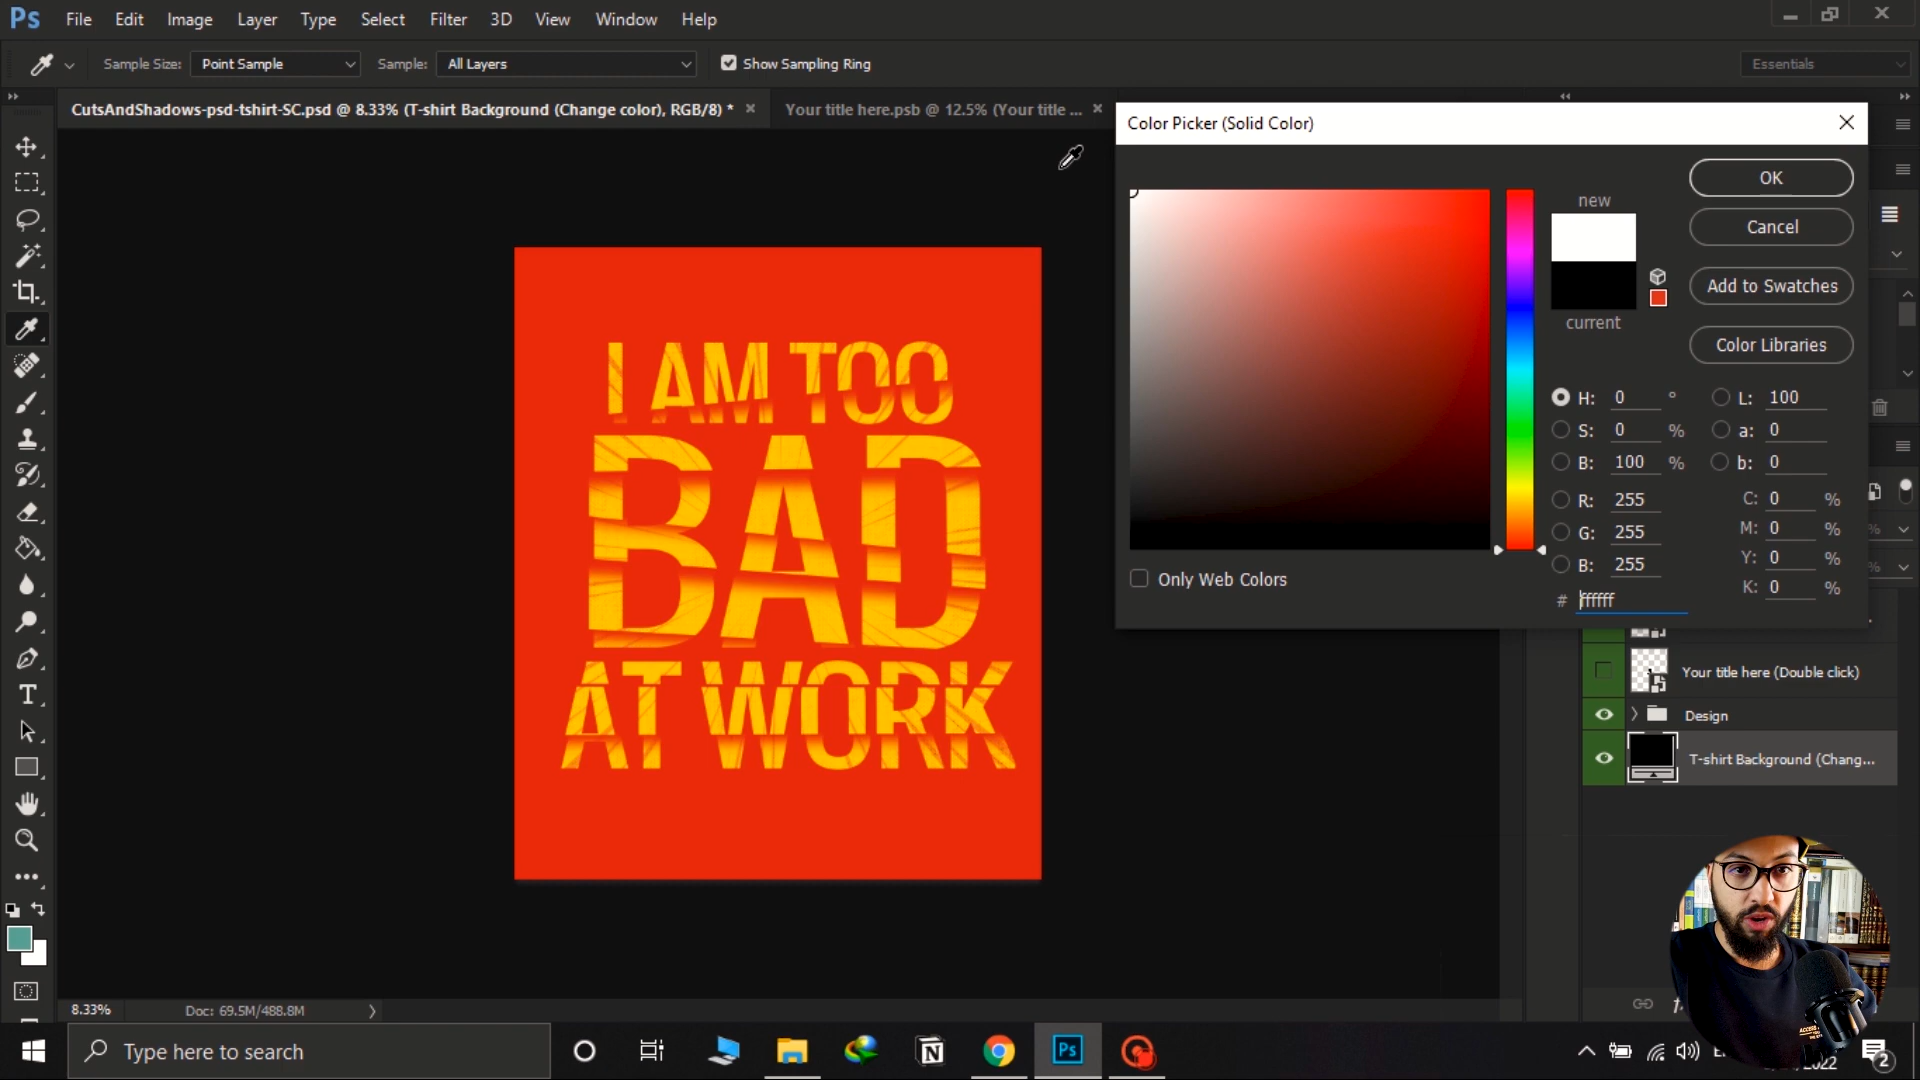 Ps File Edit Image Layer Type Select Filter 3D View Window Help
Sample Size: Point Sample Sample: All Layers Show Sampling Ring Essentials
CutsAndShadows-psd-tshirt-SC.psd @ 8.33% (T-shirt Background (Change color), RGB/8) *
Your title here.psb @ 12.5% (Your title ...
Color Picker (Solid Color)
OK
new
Cancel
Add to Swatches
current
Color Libraries
H: 0 ° L: 100
S: 0 % a: 0
B: 100 % b: 0
R: 255 C: 0 %
G: 255 M: 0 %
B: 255 Y: 0 %
K: 0 %
# ffffff
Only Web Colors
I AM TOO
BAD
AT WORK
Your title here (Double click)
Design
T-shirt Background (Chang...
8.33% Doc: 69.5M/488.8M
Type here to search
N
Ps
2022
2